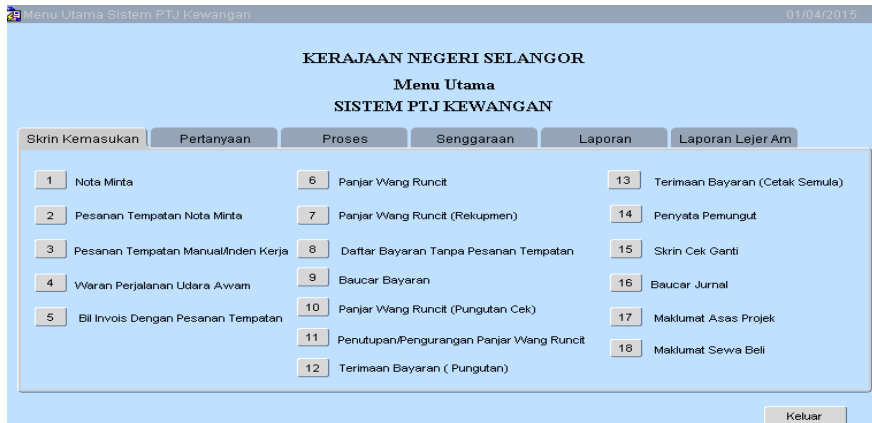 Menu Utama Sistem PTJ Kewangan 01/04/2015
KERAJAAN NEGERI SELANGOR
Menu Utama
SISTEM PTJ KEWANGAN
Skrin Kemasukan Pertanyaan Proses Senggaraan Laporan Laporan Lejer Am
1 Nota Minta
2 Pesanan Tempatan Nota Minta
3 Pesanan Tempatan Manual/Inden Kerja
4 Waran Perjalanan Udara Awam
5 Bil Invois Dengan Pesanan Tempatan
6 Panjar Wang Runcit
7 Panjar Wang Runcit (Rekupmen)
8 Daftar Bayaran Tanpa Pesanan Tempatan
9 Baucar Bayaran
10 Panjar Wang Runcit (Pungutan Cek)
11 Penutupan/Pengurangan Panjar Wang Runcit
12 Terimaan Bayaran ( Pungutan)
13 Terimaan Bayaran (Cetak Semula)
14 Penyata Pemungut
15 Skrin Cek Ganti
16 Baucar Jurnal
17 Maklumat Asas Projek
18 Maklumat Sewa Beli
Keluar